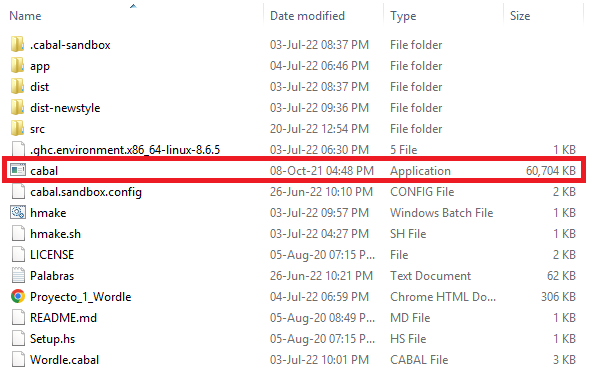 Name Date modified Type Size
.cabal-sandbox 03-Jul-22 08:37 PM File folder
app 04-Jul-22 06:46 PM File folder
dist 03-Jul-22 08:37 PM File folder
dist-newstyle 03-Jul-22 09:36 PM File folder
src 20-Jul-22 12:54 PM File folder
.ghc.environment.x86_64-linux-8.6.5 03-Jul-22 06:30 PM 5 File 1 KB
cabal 08-Oct-21 04:48 PM Application 60,704 KB
cabal.sandbox.config 26-Jun-22 10:10 PM CONFIG File 2 KB
hmake 03-Jul-22 09:57 PM Windows Batch File 1 KB
hmake.sh 03-Jul-22 04:27 PM SH File 1 KB
LICENSE 05-Aug-20 07:15 P... File 2 KB
Palabras 26-Jun-22 10:21 PM Text Document 62 KB
Proyecto_1_Wordle 04-Jul-22 06:59 PM Chrome HTML Do... 306 KB
README.md 05-Aug-20 08:49 P... MD File 1 KB
Setup.hs 05-Aug-20 07:15 P... HS File 1 KB
Wordle.cabal 03-Jul-22 10:01 PM CABAL File 3 KB